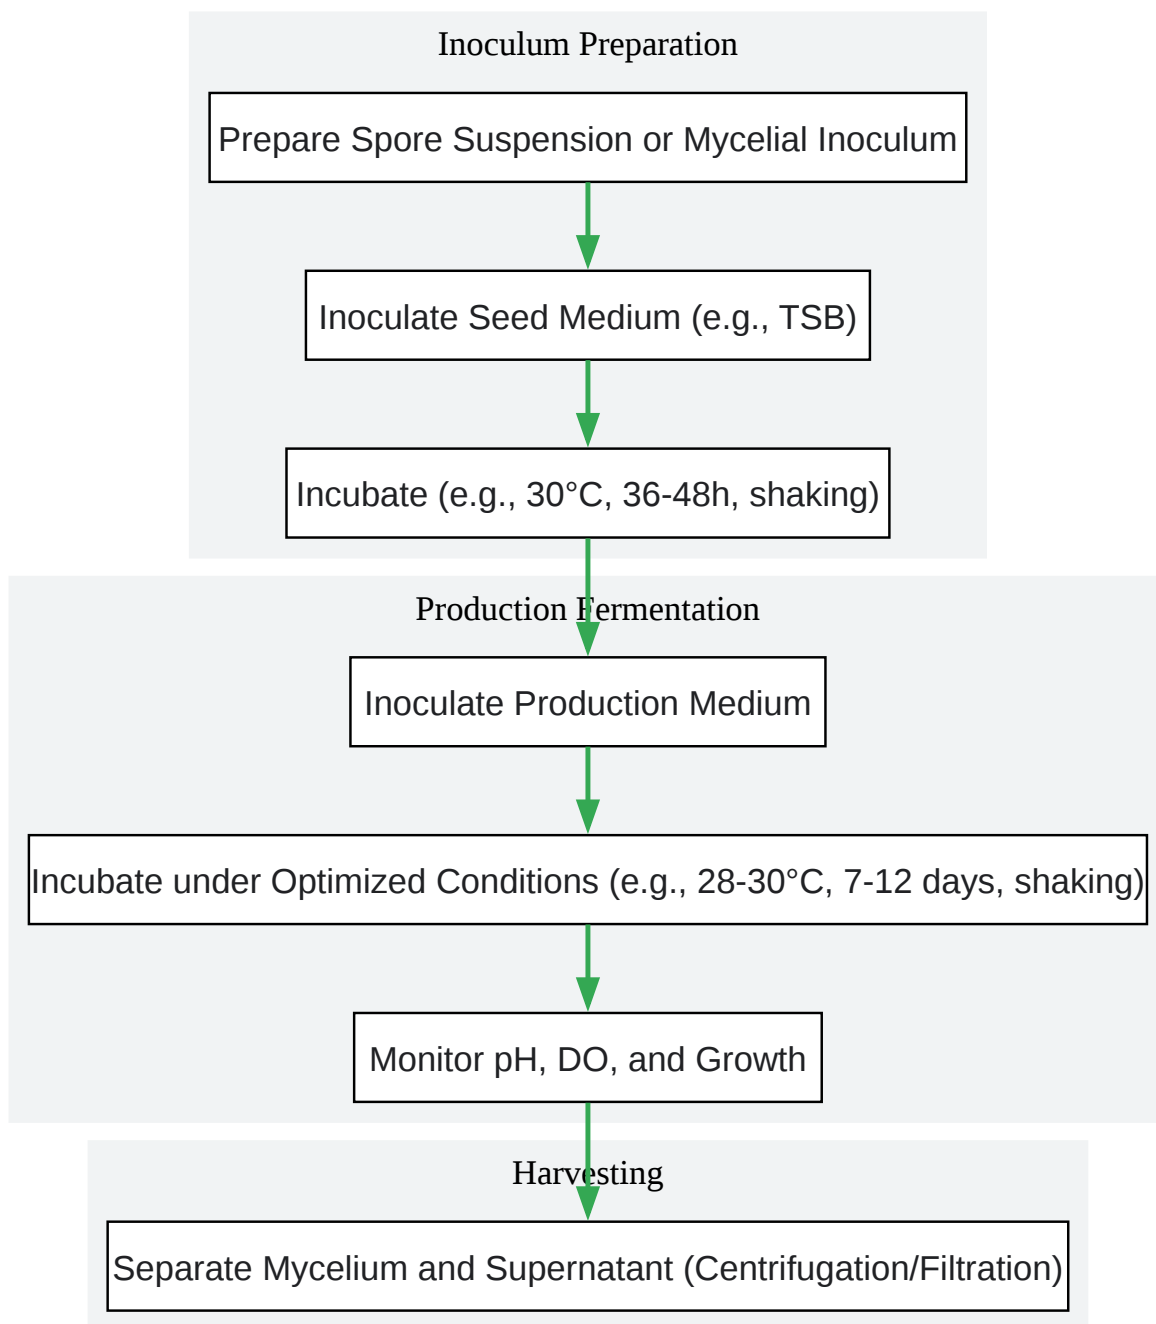 Inoculum Preparation
Prepare Spore Suspension or Mycelial Inoculum
Inoculate Seed Medium (e.g., TSB)
Incubate (e.g., 30°C, 36-48h, shaking)
Production Fermentation
Inoculate Production Medium
Incubate under Optimized Conditions (e.g., 28-30°C, 7-12 days, shaking)
Monitor pH, DO, and Growth
Harvesting
Separate Mycelium and Supernatant (Centrifugation/Filtration)